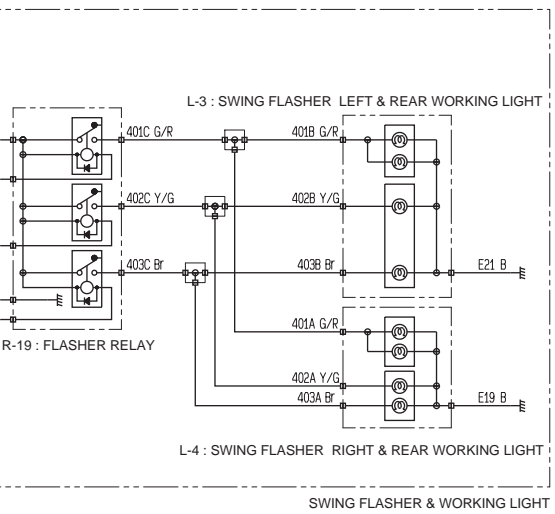 L-3 : SWING FLASHER LEFT & REAR WORKING LIGHT
401C G/R
401B G/R
402C Y/G
402B Y/G
403C Br
403B Br
E21 B
401A G/R
R-19 : FLASHER RELAY
402A Y/G
403A Br
E19 B
L-4 : SWING FLASHER RIGHT & REAR WORKING LIGHT
SWING FLASHER & WORKING LIGHT